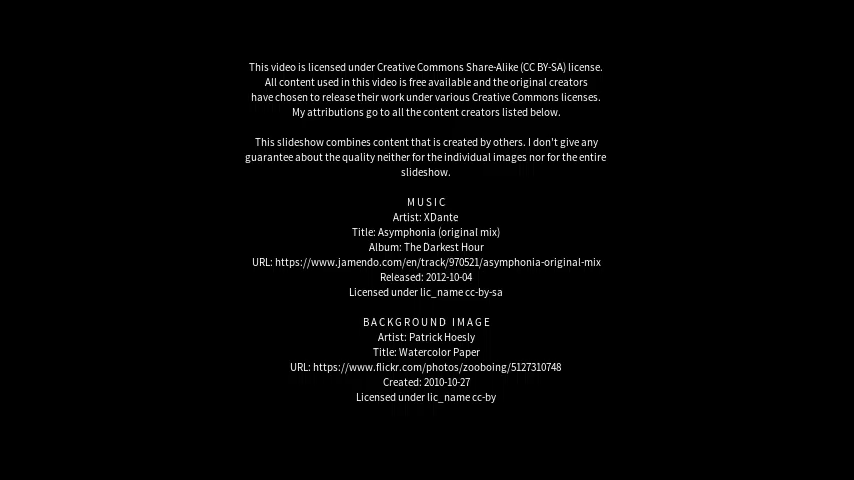 This video is licensed under Creative Commons Share-Alike (CC BY-SA) license.
All content used in this video is free available and the original creators
have chosen to release their work under various Creative Commons licenses.
My attributions go to all the content creators listed below.
This slideshow combines content that is created by others. I don't give any
guarantee about the quality neither for the individual images nor for the entire
slideshow.
MUSIC
Artist: XDante
Title: Asymphonia (original mix)
Album: The Darkest Hour
URL: https://www.jamendo.com/en/track/970521/asymphonia-original-mix
Released: 2012-10-04
Licensed under lic_name cc-by-sa
BACKGROUND IMAGE
Artist: Patrick Hoesly
Title: Watercolor Paper
URL: https://www.flickr.com/photos/zooboing/5127310748
Created: 2010-10-27
Licensed under lic_name cc-by